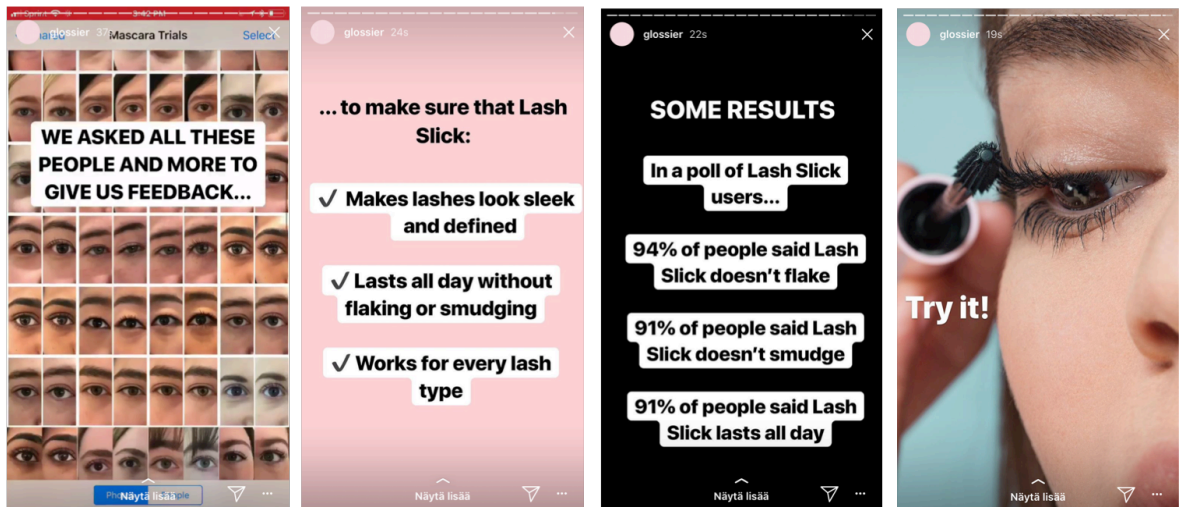 3:42 PM
glossier
Mascara Trials
Select
WE ASKED ALL THESE
PEOPLE AND MORE TO
GIVE US FEEDBACK...
Näytä lisää
glossier 24s
... to make sure that Lash
Slick:
✓ Makes lashes look sleek
and defined
✓ Lasts all day without
flaking or smudging
✓ Works for every lash
type
Näytä lisää
glossier 22s
SOME RESULTS
In a poll of Lash Slick
users...
94% of people said Lash
Slick doesn't flake
91% of people said Lash
Slick doesn't smudge
91% of people said Lash
Slick lasts all day
Näytä lisää
glossier 19s
Try it!
Näytä lisää